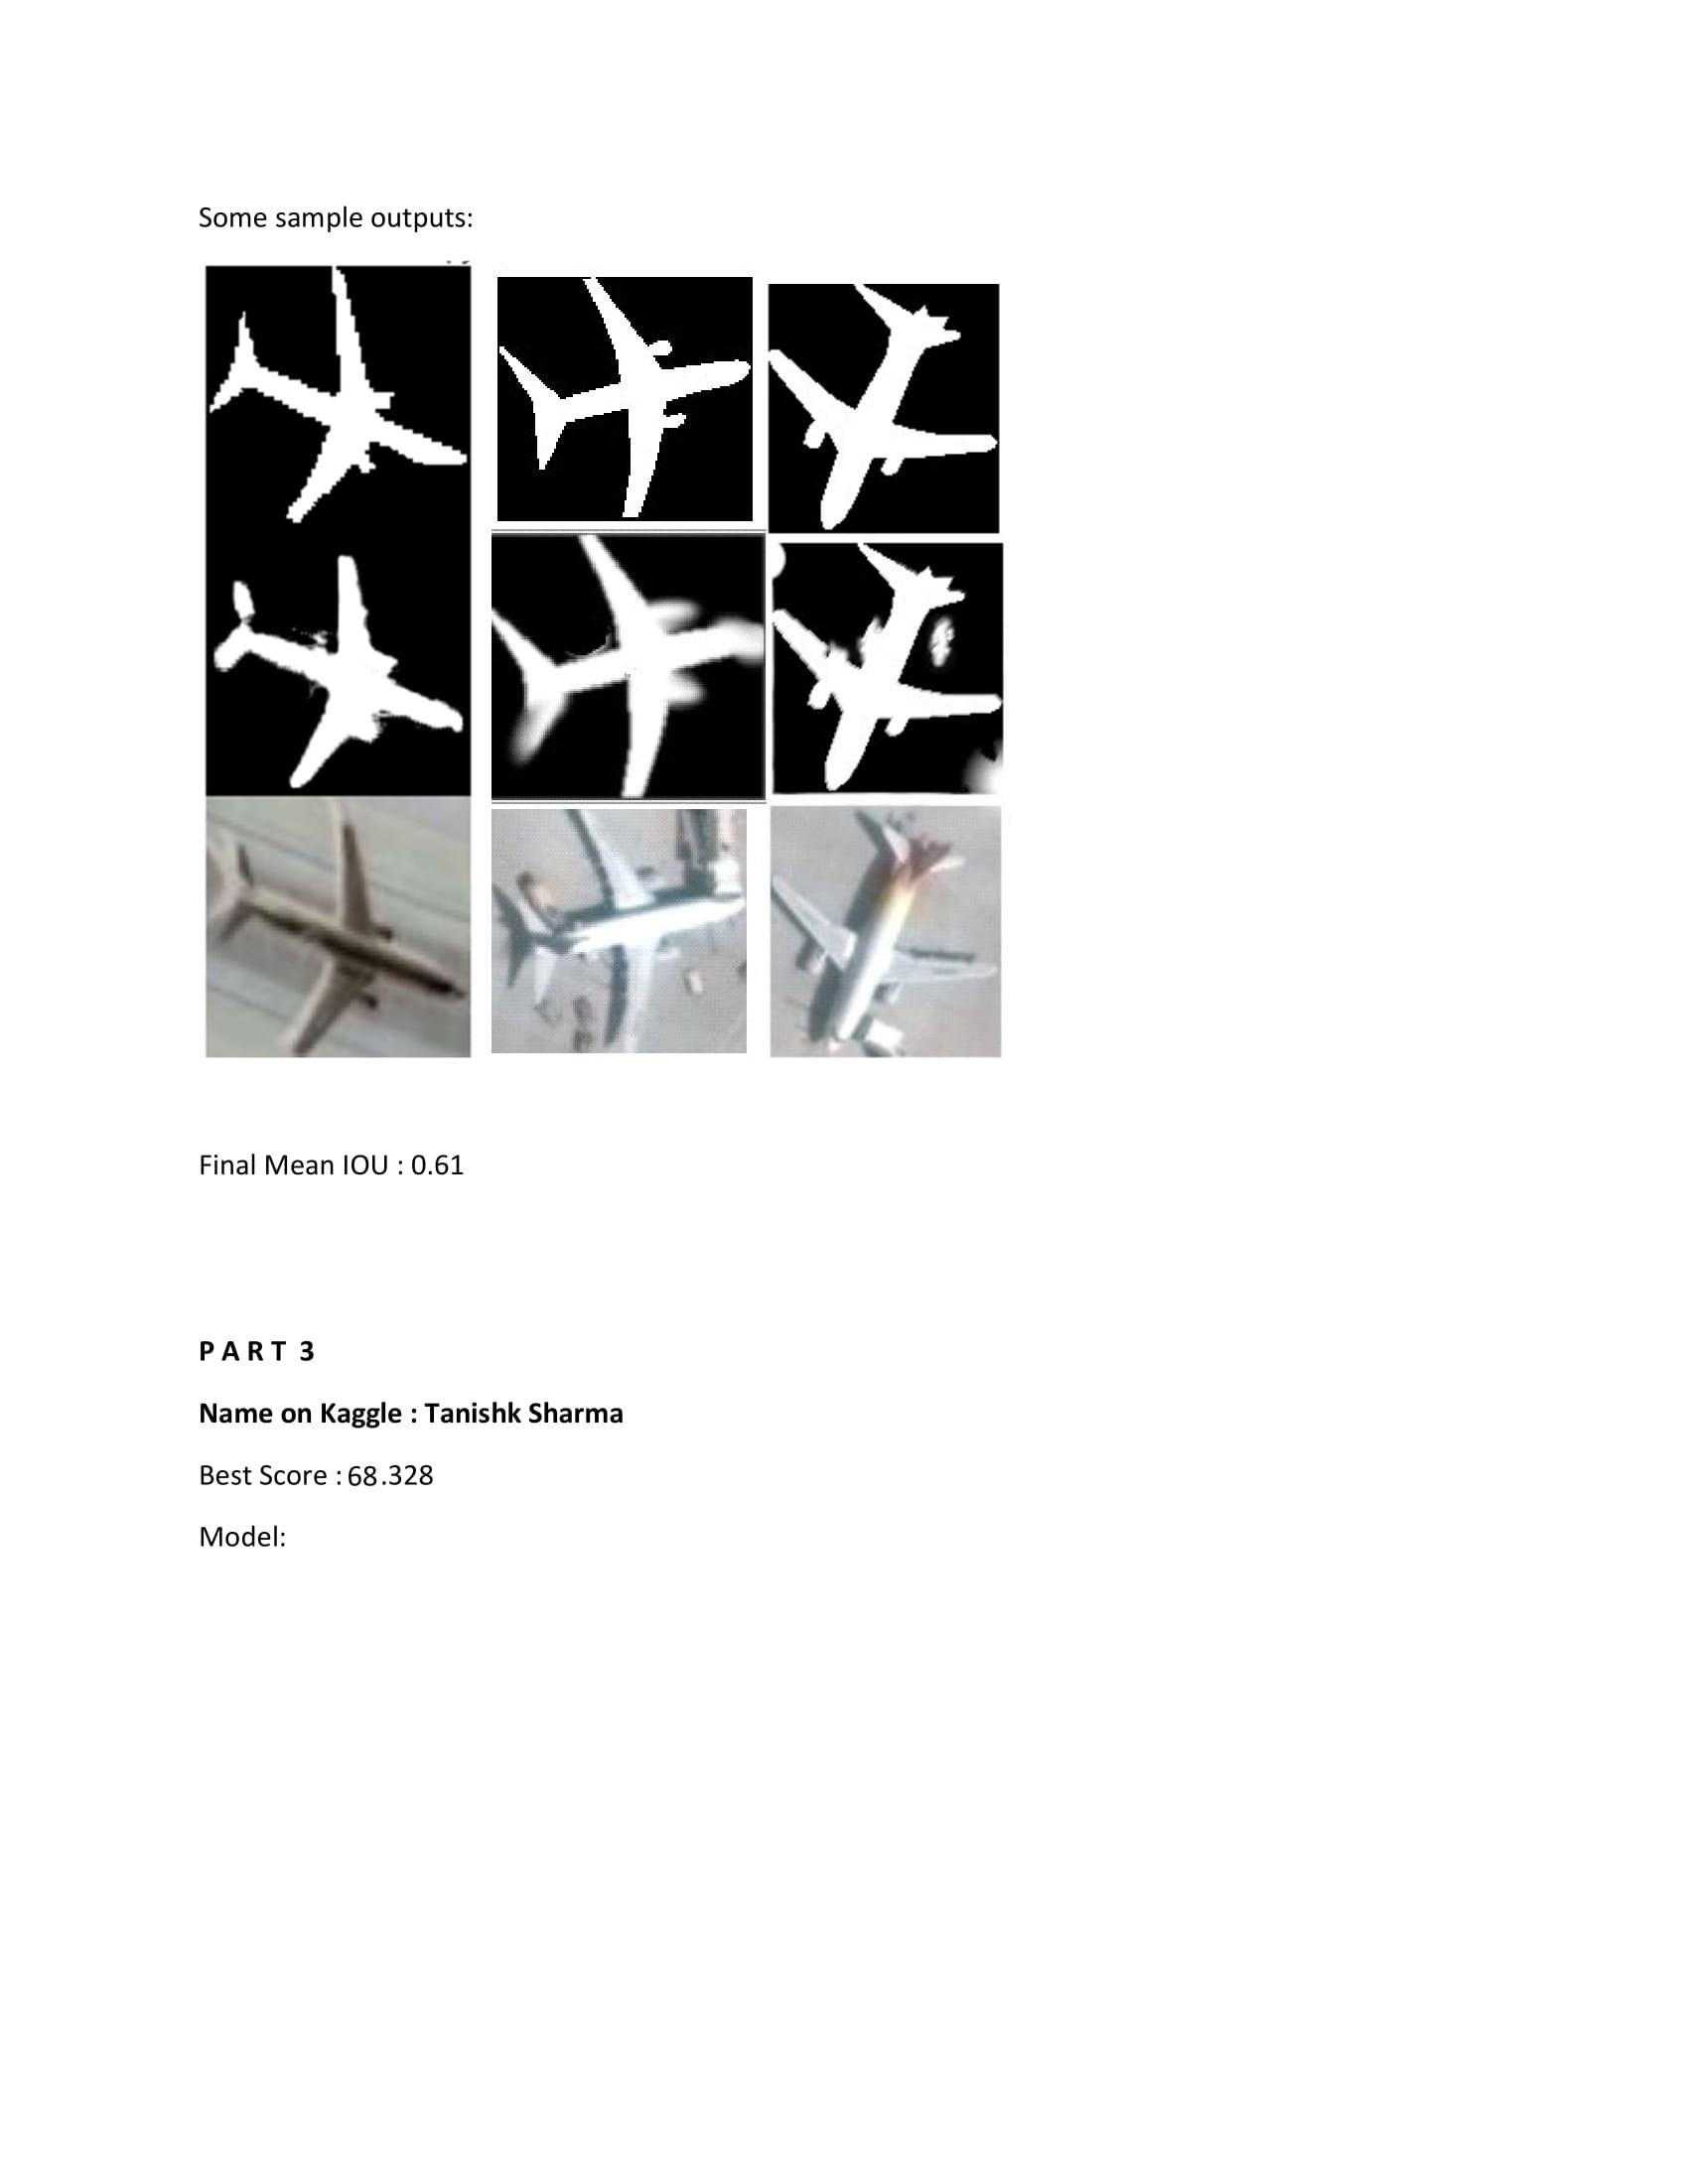 Some sample outputs:
Final Mean IOU : 0.61
P A R T 3
Name on Kaggle : Tanishk Sharma
Best Score : 68.328
Model: